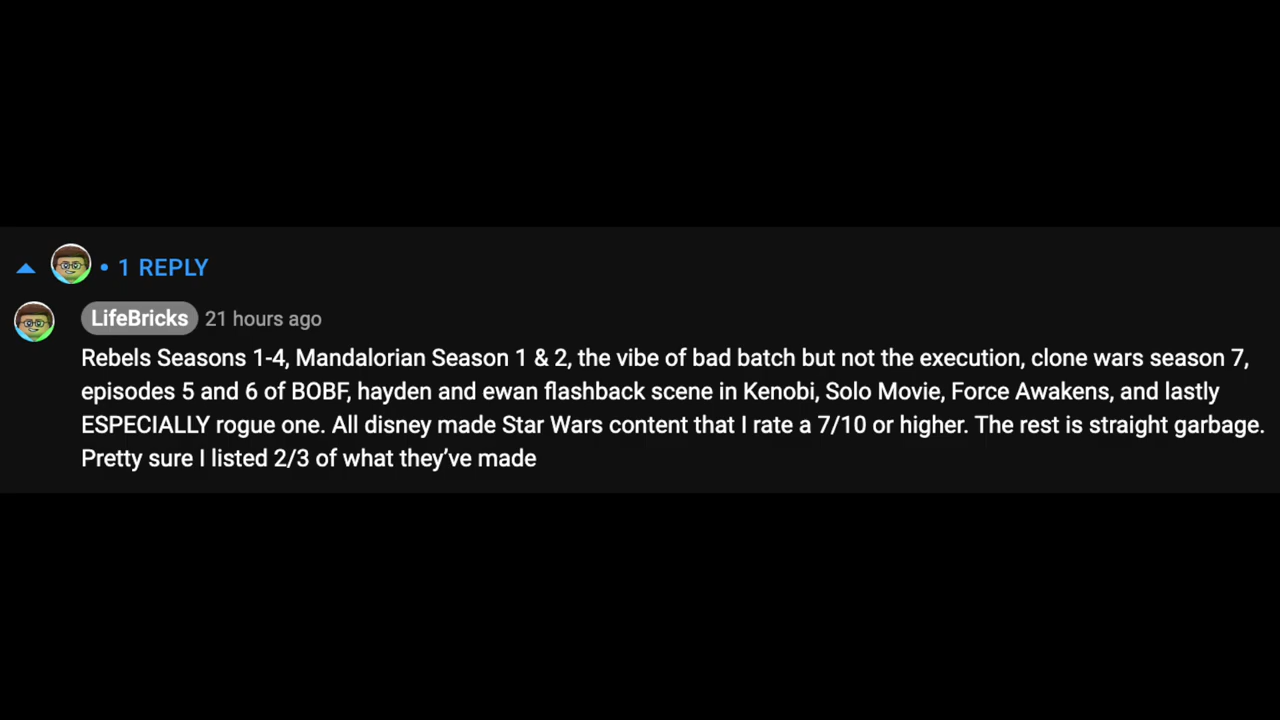 • 1 REPLY
LifeBricks 21 hours ago
Rebels Seasons 1-4, Mandalorian Season 1 & 2, the vibe of bad batch but not the execution, clone wars season 7,
episodes 5 and 6 of BOBF, hayden and ewan flashback scene in Kenobi, Solo Movie, Force Awakens, and lastly
ESPECIALLY rogue one. All disney made Star Wars content that I rate a 7/10 or higher. The rest is straight garbage.
Pretty sure I listed 2/3 of what they’ve made